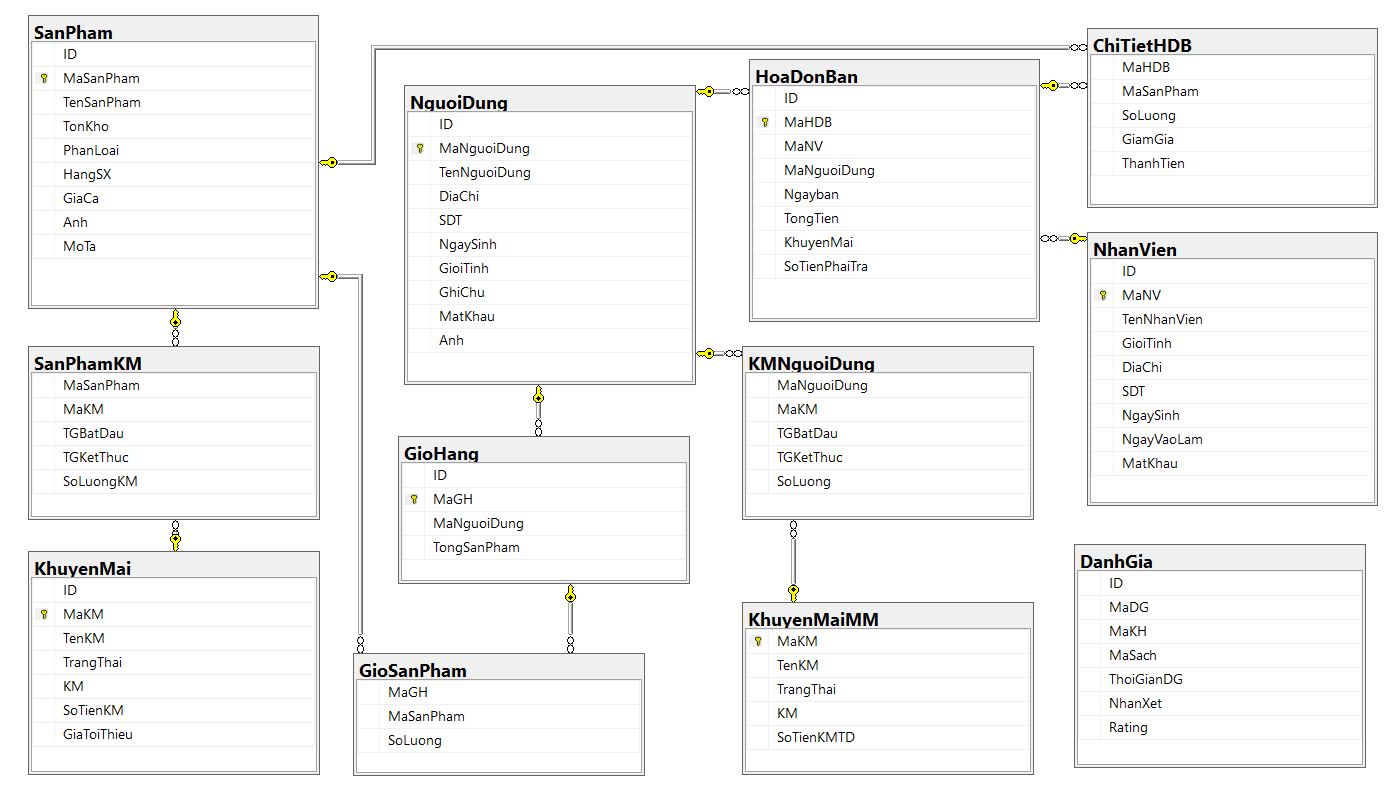 SanPham
ID
MaSanPham
TenSanPham
TonKho
PhanLoai
HangSX
GiaCa
Anh
MoTa
NguoiDung
ID
MaNguoiDung
TenNguoiDung
DiaChi
SDT
NgaySinh
GioiTinh
GhiChu
MatKhau
Anh
HoaDonBan
ID
MaHDB
MaNV
MaNguoiDung
Ngayban
TongTien
KhuyenMai
SoTienPhaiTra
ChiTietHDB
MaHDB
MaSanPham
SoLuong
GiamGia
ThanhTien
NhanVien
ID
MaNV
TenNhanVien
GioiTinh
DiaChi
SDT
NgaySinh
NgayVaoLam
MatKhau
SanPhamKM
MaSanPham
MaKM
TGBatDau
TGKetThuc
SoLuongKM
GioHang
ID
MaGH
MaNguoiDung
TongSanPham
KMNguoiDung
MaNguoiDung
MaKM
TGBatDau
TGKetThuc
SoLuong
KhuyenMai
ID
MaKM
TenKM
TrangThai
KM
SoTienKM
GiaToiThieu
GioSanPham
MaGH
MaSanPham
SoLuong
KhuyenMaiMM
MaKM
TenKM
TrangThai
KM
SoTienKMTD
DanhGia
ID
MaDG
MaKH
MaSach
ThoiGianDG
NhanXet
Rating